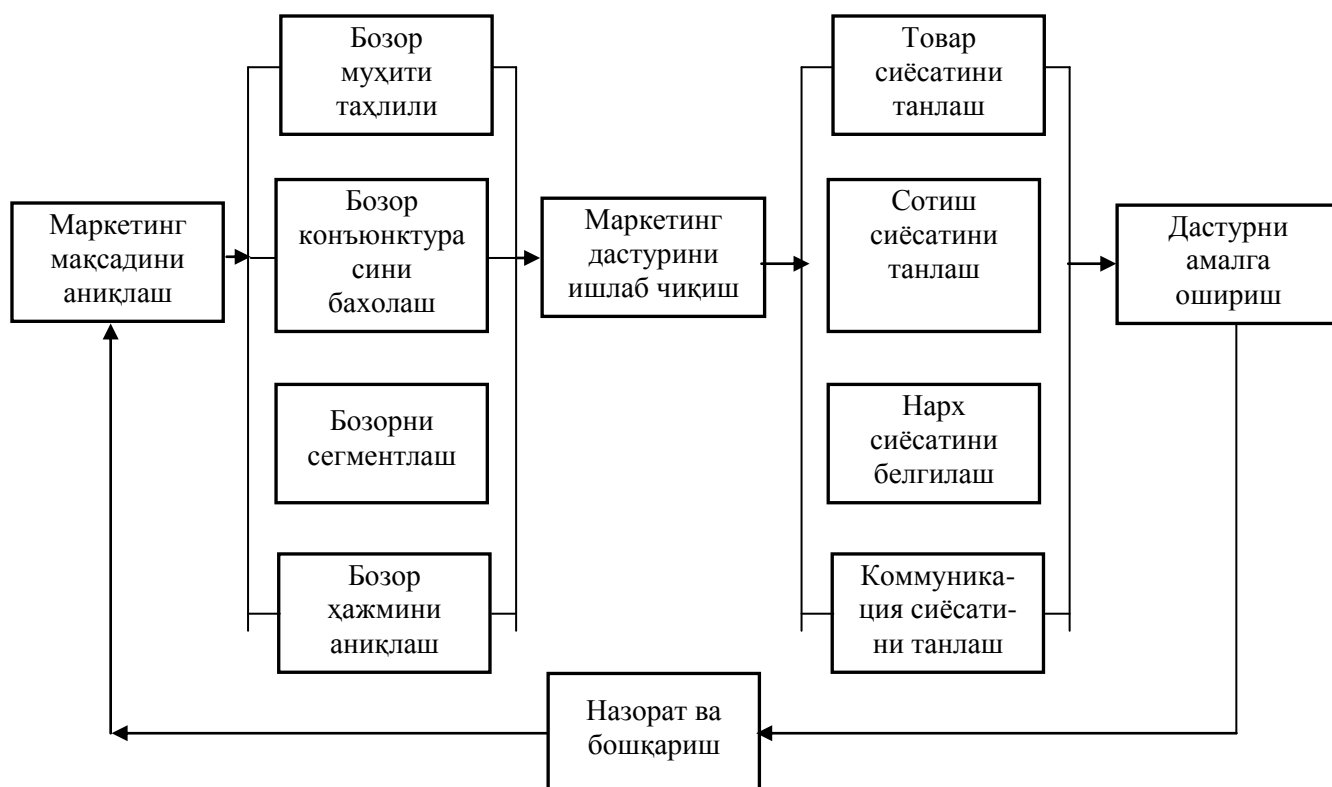 Бозор
муҳити
таҳлили
Товар
сиёсатини
танлаш
Маркетинг
мақсадини
аниқлаш
Бозор
конъюнктура
сини
бахолаш
Маркетинг
дастурини
ишлаб чиқиш
Сотиш
сиёсатини
танлаш
Дастурни
амалга
ошириш
Бозорни
сегментлаш
Нарх
сиёсатини
белгилаш
Бозор
ҳажмини
аниқлаш
Коммуника-
ция сиёсати-
ни танлаш
Назорат ва
бошқариш